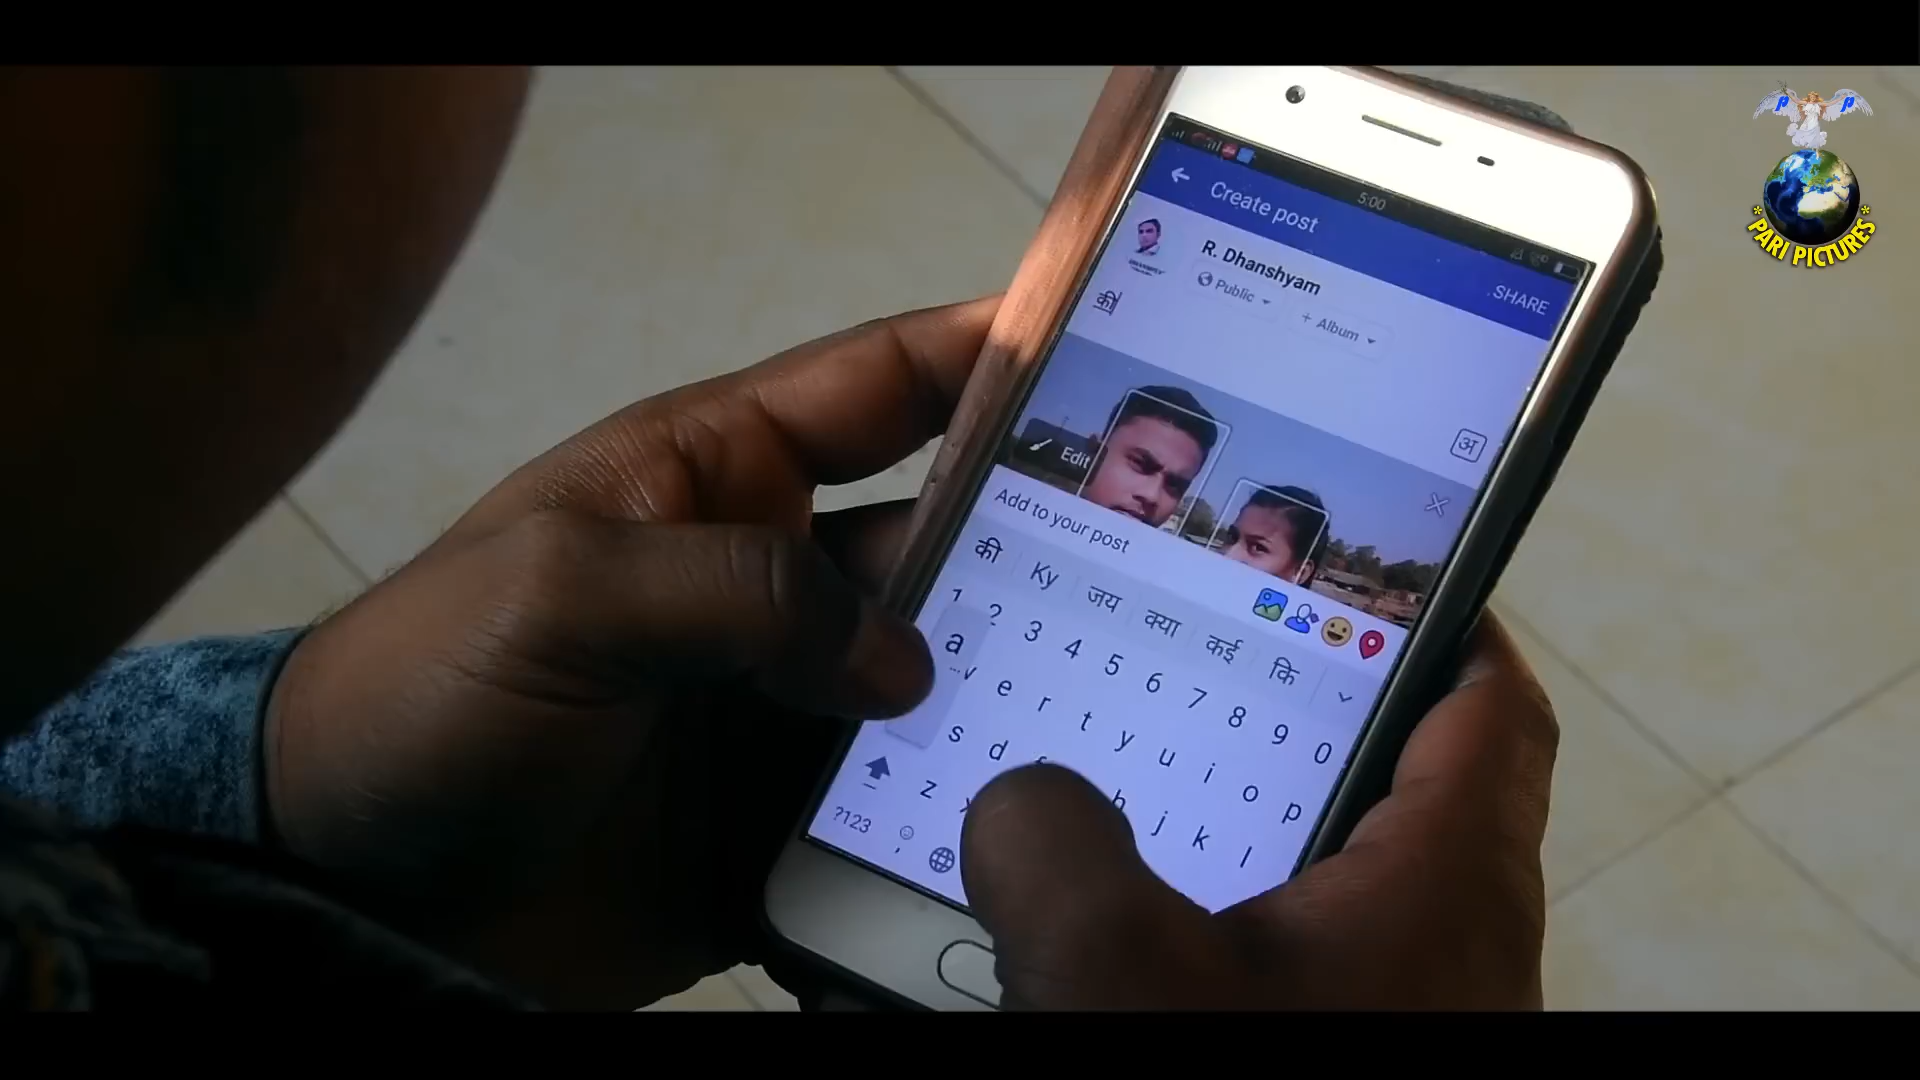 P P
*PARI PICTURES*
5:00
Create post
SHARE
R. Dhanshyam
Public
+ Album
की
अ
Edit
Add to your post
की Ky जय क्या कई कि
1 2 3 4 5 6 7 8 9 0
a
e r t y u i o p
s d h j k l
z
?123 ,